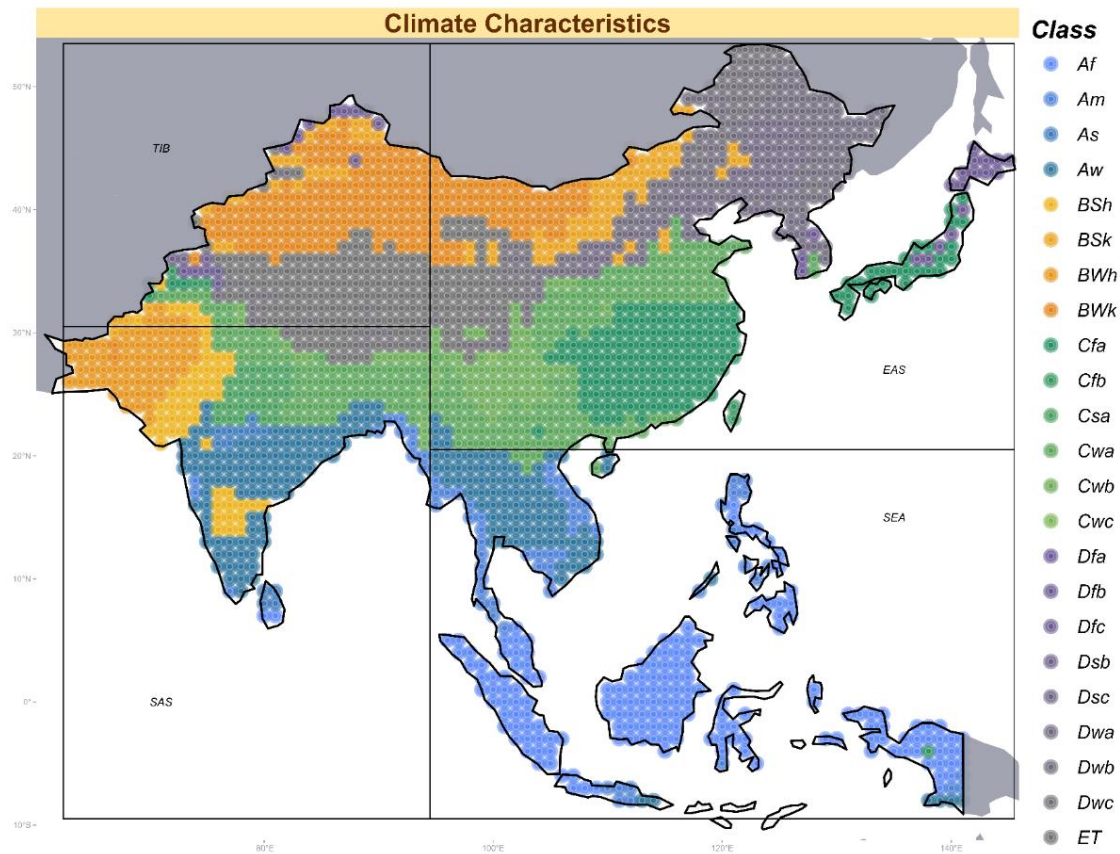 Climate Characteristics
Class
Af
Am
As
Aw
BSh
BSk
BWh
BWk
Cfa
Cfb
Csa
Cwa
Cwb
Cwc
Dfa
Dfb
Dfc
Dsb
Dsc
Dwa
Dwb
Dwc
ET
50°N
TIB
40°N
30°N
EAS
20°N
SEA
10°N
0°
SAS
10°S
80°E
100°E
120°E
140°E